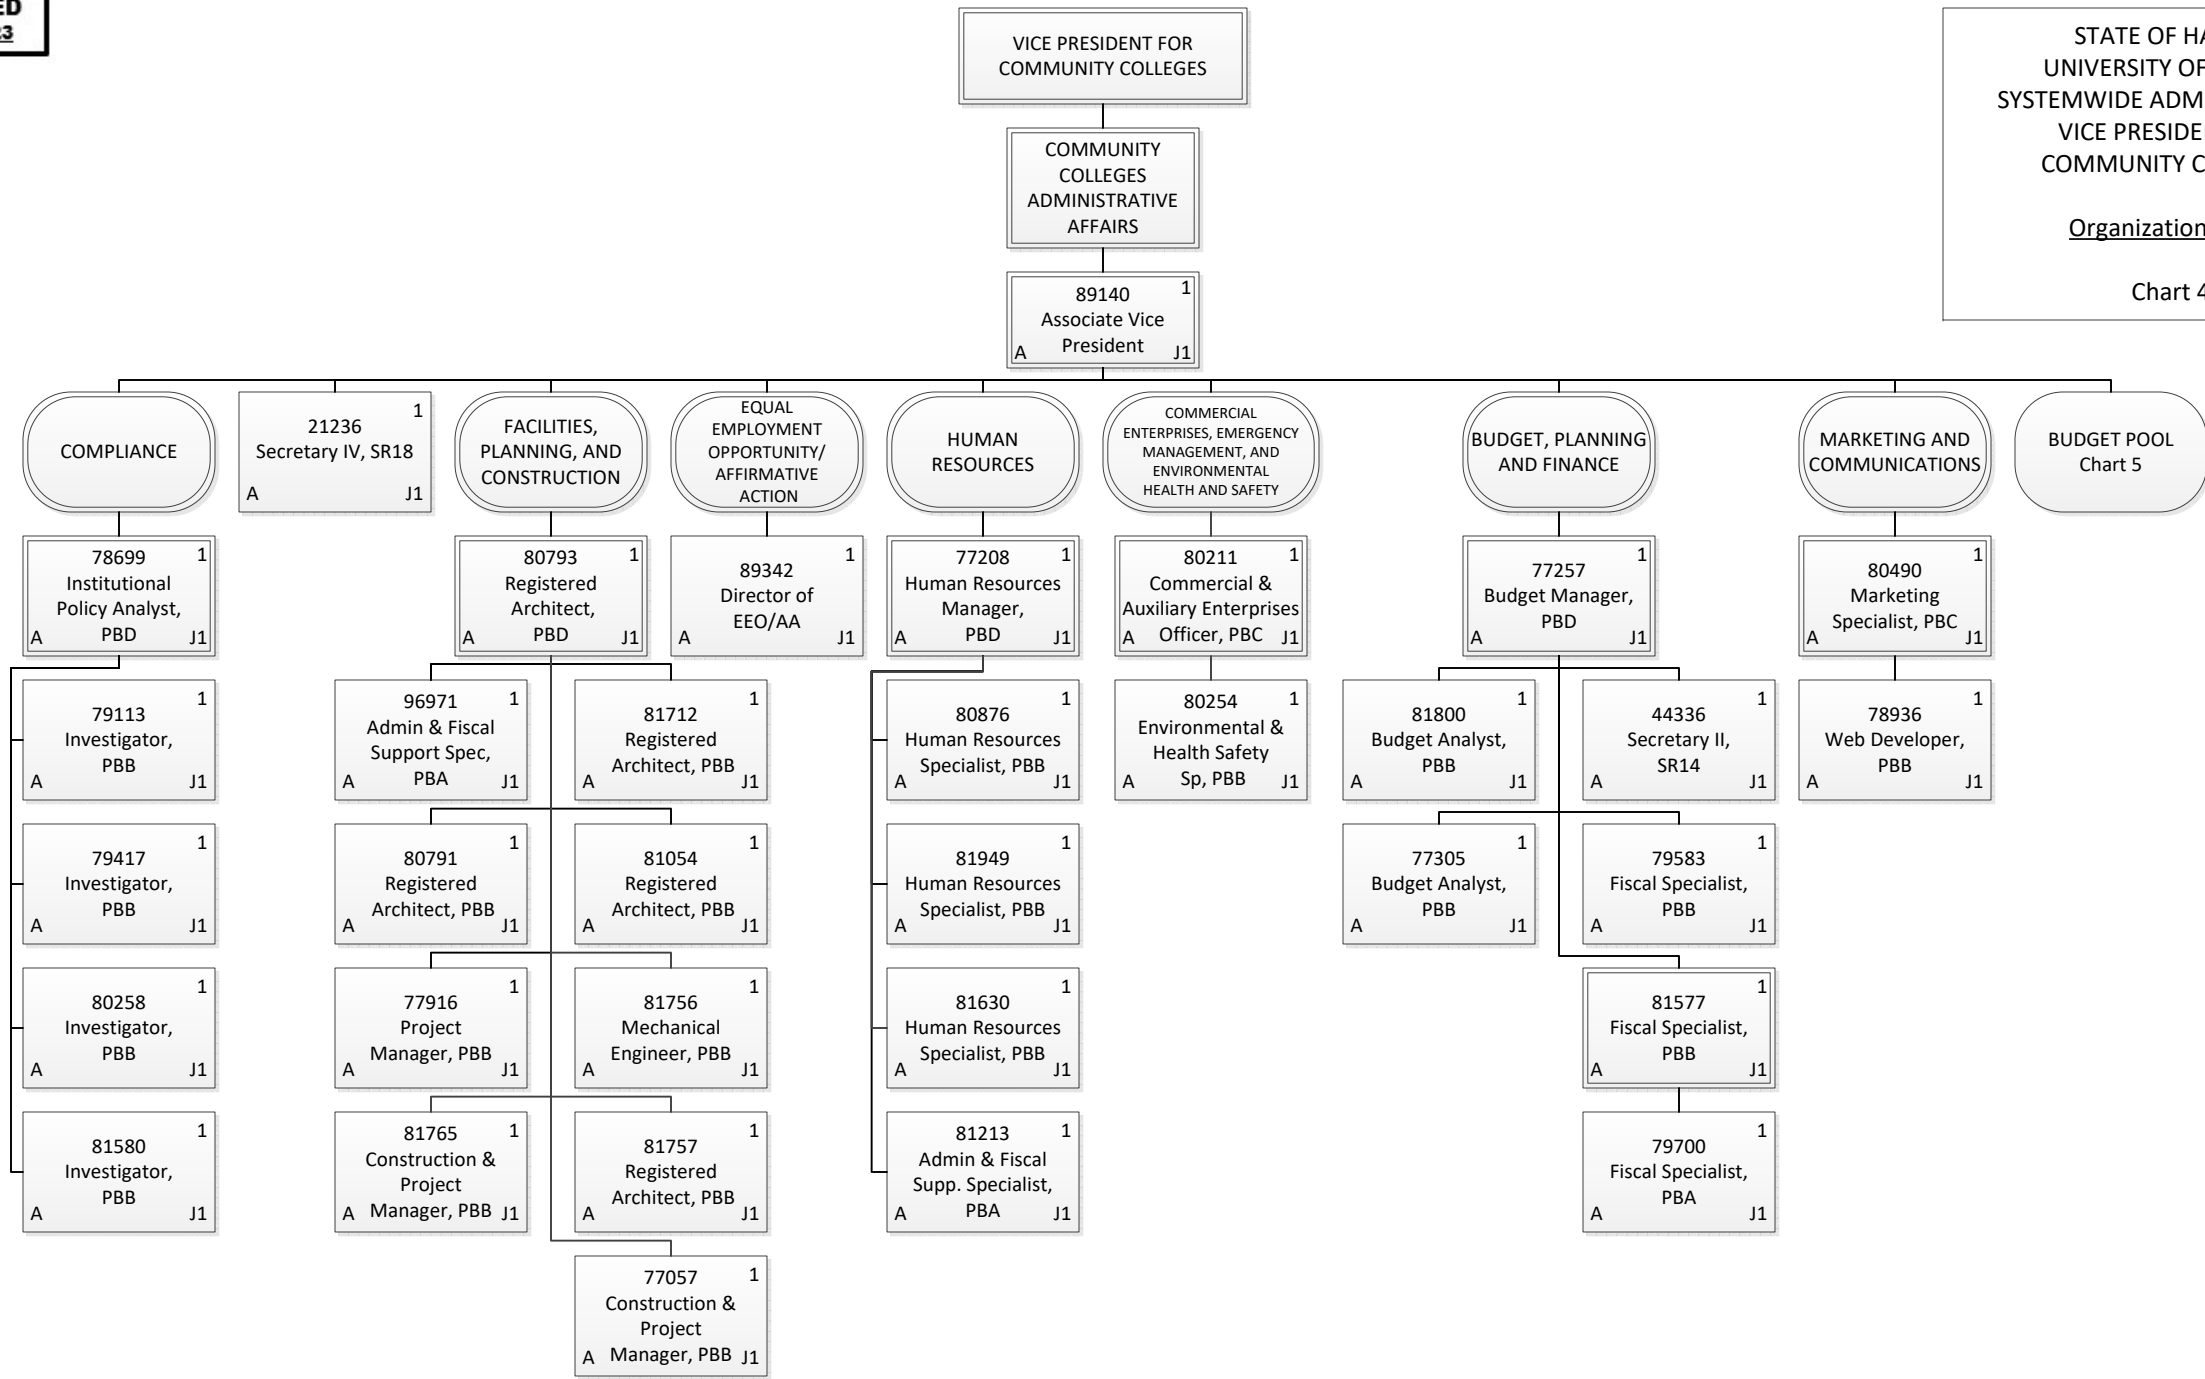 ED
23
VICE PRESIDENT FOR
COMMUNITY COLLEGES
STATE OF
UNIVERSITY OF
SYSTEMWIDE
VICE
COMMUNITY
Chart 4
COMMUNITY
COLLEGES
ADMINISTRATIVE
AFFAIRS
89140 1
Associate Vice
President
A J1
COMPLIANCE
21236 1
Secretary IV, SR18
A J1
FACILITIES,
PLANNING, AND
CONSTRUCTION
EQUAL
EMPLOYMENT
OPPORTUNITY/
AFFIRMATIVE
ACTION
HUMAN
RESOURCES
COMMERCIAL
ENTERPRISES, EMERGENCY
MANAGEMENT, AND
ENVIRONMENTAL
HEALTH AND SAFETY
BUDGET, PLANNING
AND FINANCE
MARKETING AND
COMMUNICATIONS
BUDGET POOL
Chart 5
78699 1
Institutional
Policy Analyst,
PBD
A J1
80793 1
Registered
Architect,
PBD
A J1
89342 1
Director of
EEO/AA
A J1
77208 1
Human Resources
Manager,
PBD
A J1
80211 1
Commercial &
Auxiliary Enterprises
Officer, PBC
A J1
77257 1
Budget Manager,
PBD
A J1
80490 1
Marketing
Specialist, PBC
A J1
79113 1
Investigator,
PBB
A J1
96971 1
Admin & Fiscal
Support Spec,
PBA
A J1
81712 1
Registered
Architect, PBB
A J1
80876 1
Human Resources
Specialist, PBB
A J1
80254 1
Environmental &
Health Safety
Sp, PBB
A J1
81800 1
Budget Analyst,
PBB
A J1
44336 1
Secretary II,
SR14
A J1
78936 1
Web Developer,
PBB
A J1
79417 1
Investigator,
PBB
A J1
80791 1
Registered
Architect, PBB
A J1
81054 1
Registered
Architect, PBB
A J1
81949 1
Human Resources
Specialist, PBB
A J1
77305 1
Budget Analyst,
PBB
A J1
79583 1
Fiscal Specialist,
PBB
A J1
80258 1
Investigator,
PBB
A J1
77916 1
Project
Manager, PBB
A J1
81756 1
Mechanical
Engineer, PBB
A J1
81630 1
Human Resources
Specialist, PBB
A J1
81577 1
Fiscal Specialist,
PBB
A J1
81580 1
Investigator,
PBB
A J1
81765 1
Construction &
Project
Manager, PBB
A J1
81757 1
Registered
Architect, PBB
A J1
81213 1
Admin & Fiscal
Supp. Specialist,
PBA
A J1
79700 1
Fiscal Specialist,
PBA
A J1
77057 1
Construction &
Project
Manager, PBB
A J1